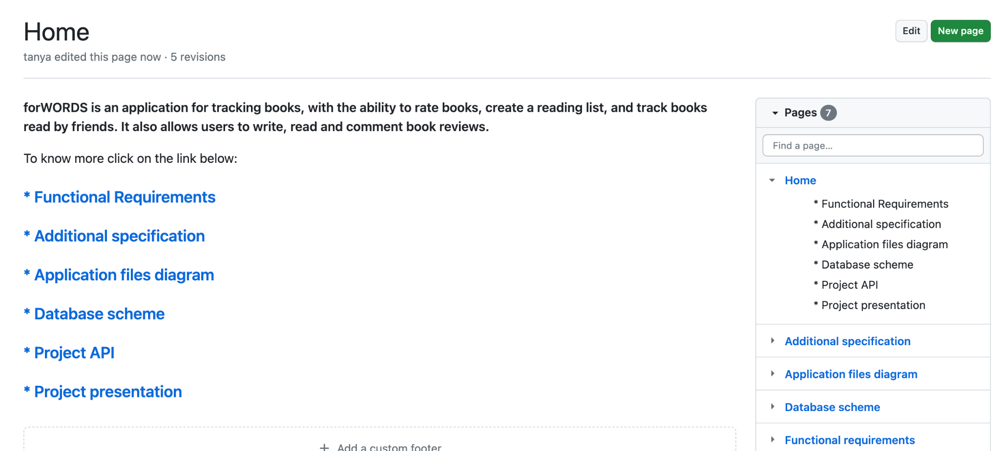 Home
Edit
New page
tanya edited this page now · 5 revisions
forWORDS is an application for tracking books, with the ability to rate books, create a reading list, and track books
read by friends. It also allows users to write, read and comment book reviews.
To know more click on the link below:
* Functional Requirements
* Additional specification
* Application files diagram
* Database scheme
* Project API
* Project presentation
+ Add a custom footer
Pages 7
Find a page...
Home
* Functional Requirements
* Additional specification
* Application files diagram
* Database scheme
* Project API
* Project presentation
Additional specification
Application files diagram
Database scheme
Functional requirements